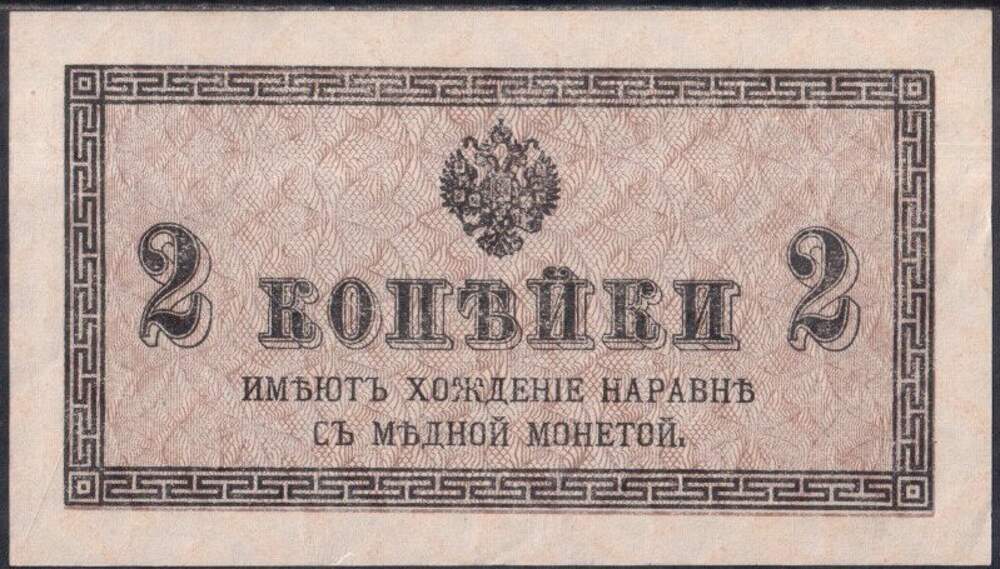 2 КОПѢЙКИ 2
ИМѢЮТЪ ХОЖДЕНІЕ НАРАВНѢ
СЪ МѢДНОЙ МОНЕТОЙ.